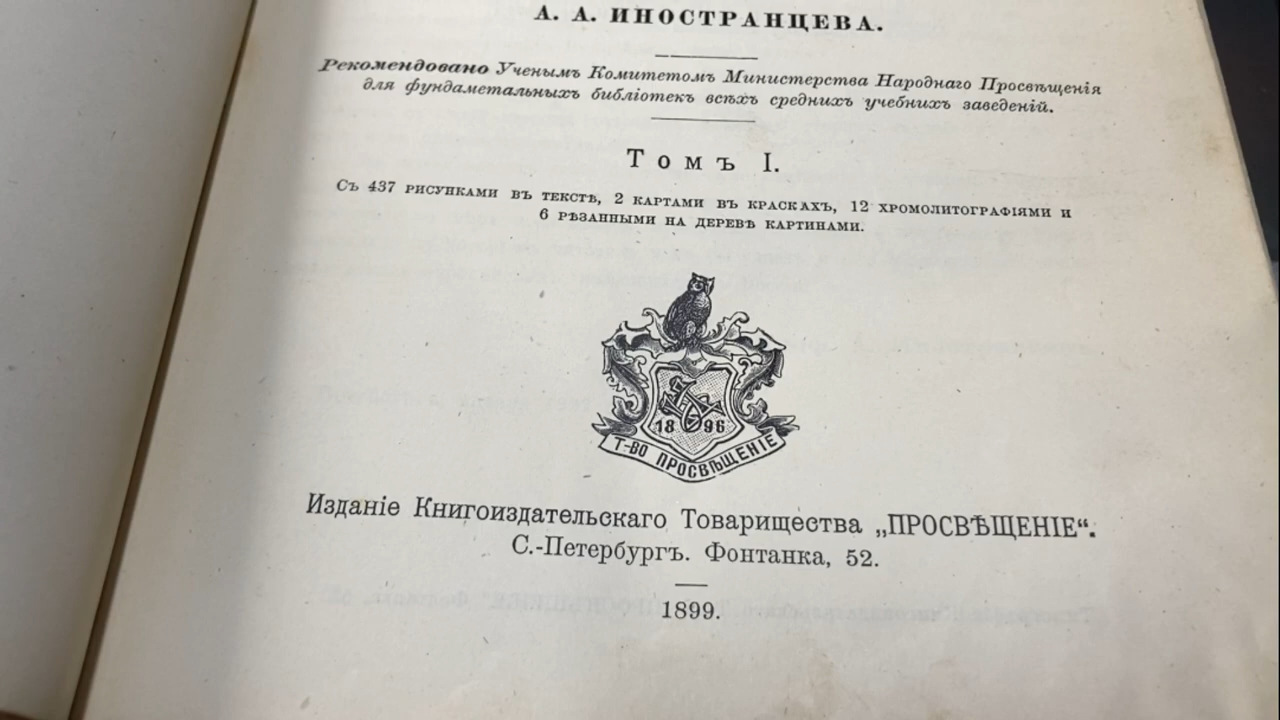 А. А. ИНОСТРАНЦЕВА.
Рекомендовано Ученымъ Комитетомъ Министерства Народнаго Просвѣщенія
для фундаметальныхъ библіотекъ всѣхъ среднихъ учебныхъ заведеній.
Томъ I.
Съ 437 рисунками въ текстѣ, 2 картами въ краскахъ, 12 хромолитографіями и
6 рѣзанными на деревѣ картинами.
18 96
Т-ВО ПРОСВѢЩЕНІЕ
Изданіе Книгоиздательскаго Товарищества „ПРОСВѢЩЕНІЕ“.
С.-Петербургъ. Фонтанка, 52.
1899.